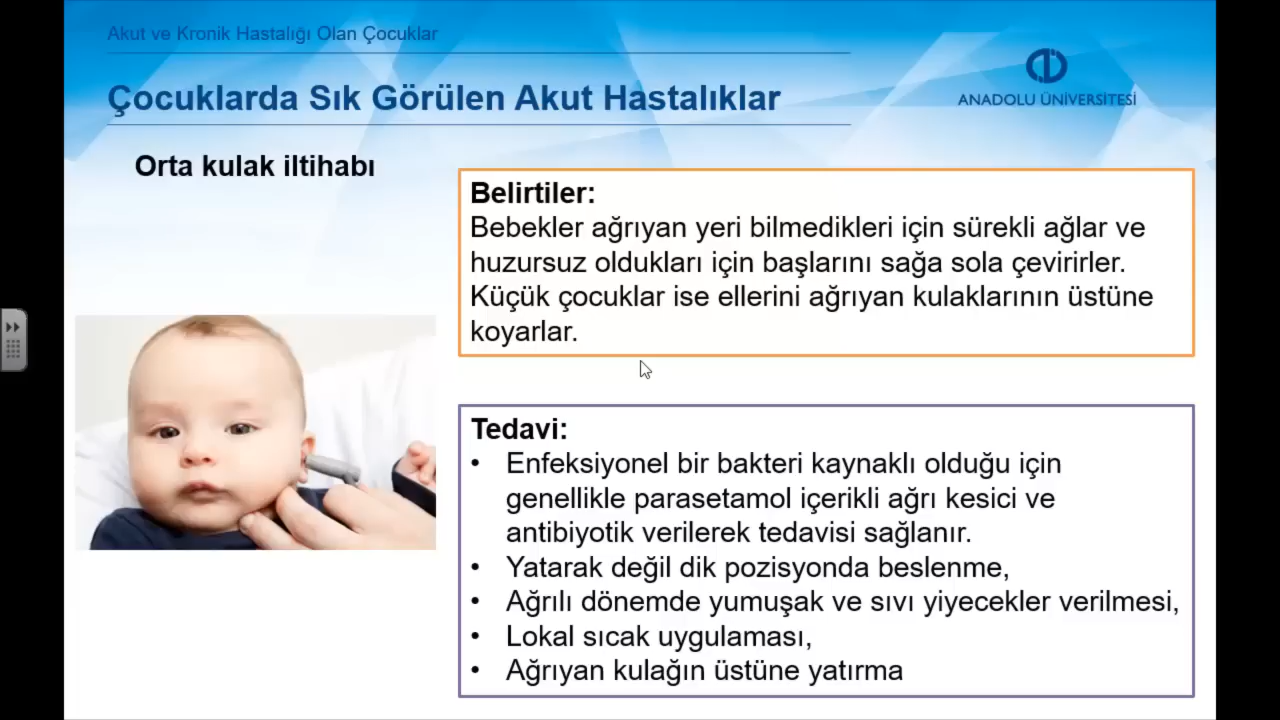 Akut ve Kronik Hastalığı Olan Çocuklar
Çocuklarda Sık Görülen Akut Hastalıklar
ANADOLU ÜNİVERSİTESİ
Orta kulak iltihabı
Belirtiler:
Bebekler ağrıyan yeri bilmedikleri için sürekli ağlar ve
huzursuz oldukları için başlarını sağa sola çevirirler.
Küçük çocuklar ise ellerini ağrıyan kulaklarının üstüne
koyarlar.
Tedavi:
• Enfeksiyonel bir bakteri kaynaklı olduğu için
genellikle parasetamol içerikli ağrı kesici ve
antibiyotik verilerek tedavisi sağlanır.
• Yatarak değil dik pozisyonda beslenme,
• Ağrılı dönemde yumuşak ve sıvı yiyecekler verilmesi,
• Lokal sıcak uygulaması,
• Ağrıyan kulağın üstüne yatırma